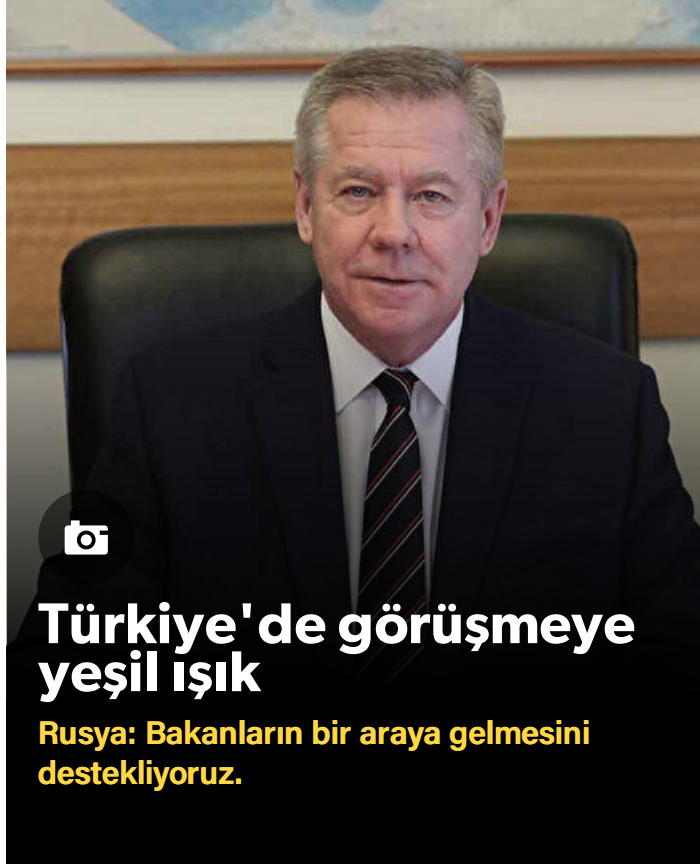 Türkiye'de görüşmeye
yeşil ışık
Rusya: Bakanların bir araya gelmesini
destekliyoruz.